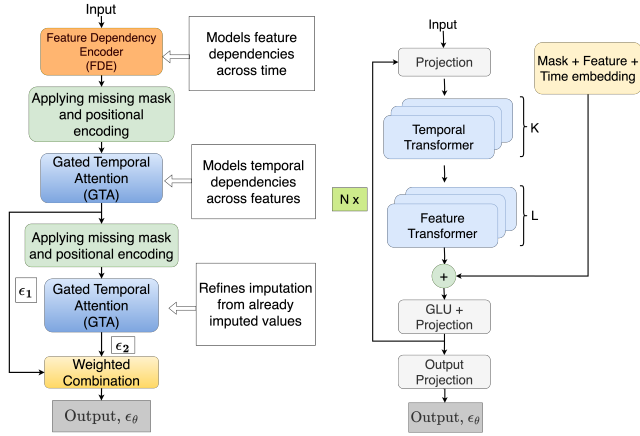 Input
Feature Dependency
Encoder
(FDE)
Models feature
dependencies
across time
Applying missing mask
and positional
encoding
Gated Temporal
Attention
(GTA)
Models temporal
dependencies
across features
Applying missing mask
and positional encoding
ϵ₁
Gated Temporal
Attention
(GTA)
Refines imputation
from already
imputed values
ϵ₂
Weighted
Combination
Output, ϵ_θ
Input
Projection
Mask + Feature +
Time embedding
Temporal
Transformer
K
N x
Feature
Transformer
L
+
GLU +
Projection
Output
Projection
Output, ϵ_θ